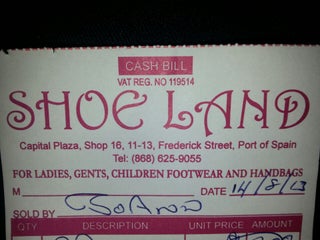 CASH BILL
VAT REG. NO 119514
SHOE LAND
Capital Plaza, Shop 16, 11-13, Frederick Street, Port of Spain
Tel: (868) 625-9055
FOR LADIES, GENTS, CHILDREN FOOTWEAR AND HANDBAGS
M DATE 14/8/13
SOLD BY
QTY DESCRIPTION UNIT PRICE AMOUNT